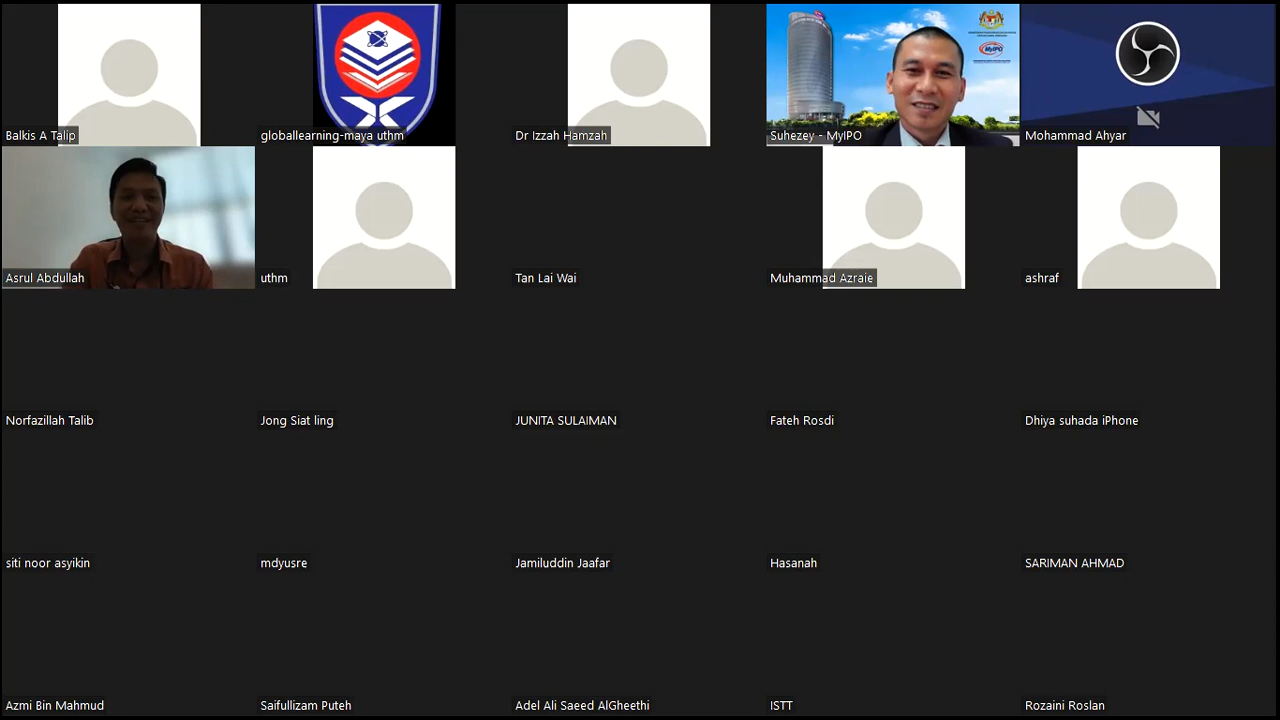 Balkis A Talip
globallearning-maya uthm
Dr Izzah Hamzah
MyIPO
Suhezey - MyIPO
Mohammad Ahyar
Asrul Abdullah
uthm
Tan Lai Wai
Muhammad Azraie
ashraf
Norfazillah Talib
Jong Siat ling
JUNITA SULAIMAN
Fateh Rosdi
Dhiya suhada iPhone
siti noor asyikin
mdyusre
Jamiluddin Jaafar
Hasanah
SARIMAN AHMAD
Azmi Bin Mahmud
Saifullizam Puteh
Adel Ali Saeed AlGheethi
ISTT
Rozaini Roslan